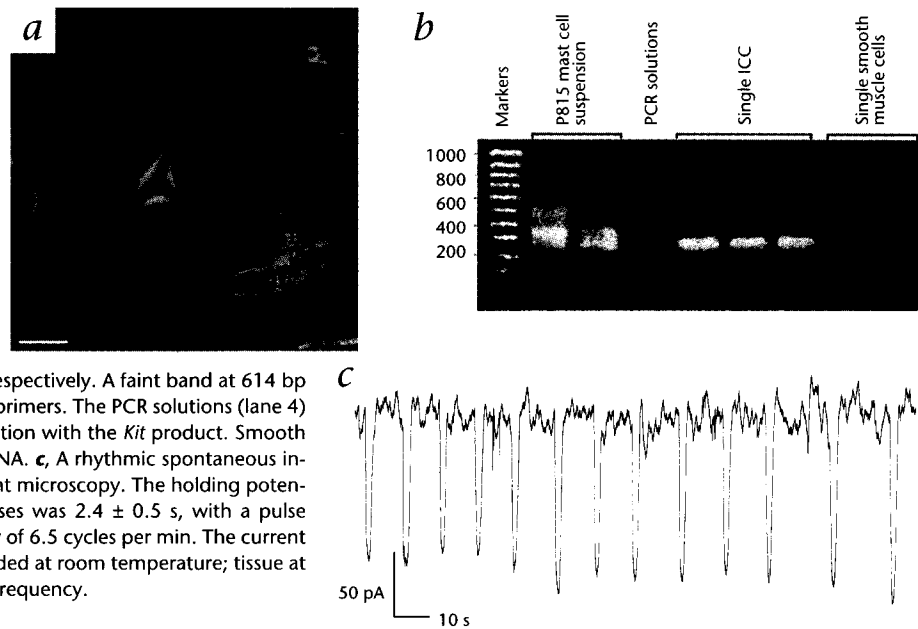 a
b
Markers
P815 mast cell
suspension
PCR solutions
Single ICC
Single smooth
muscle cells
1000
800
600
400
200
espectively. A faint band at 614 bp
primers. The PCR solutions (lane 4)
tion with the Kit product. Smooth
NA. c, A rhythmic spontaneous in-
at microscopy. The holding poten-
ses was 2.4 ± 0.5 s, with a pulse
of 6.5 cycles per min. The current
ded at room temperature; tissue at
requency.
c
50 pA
10 s